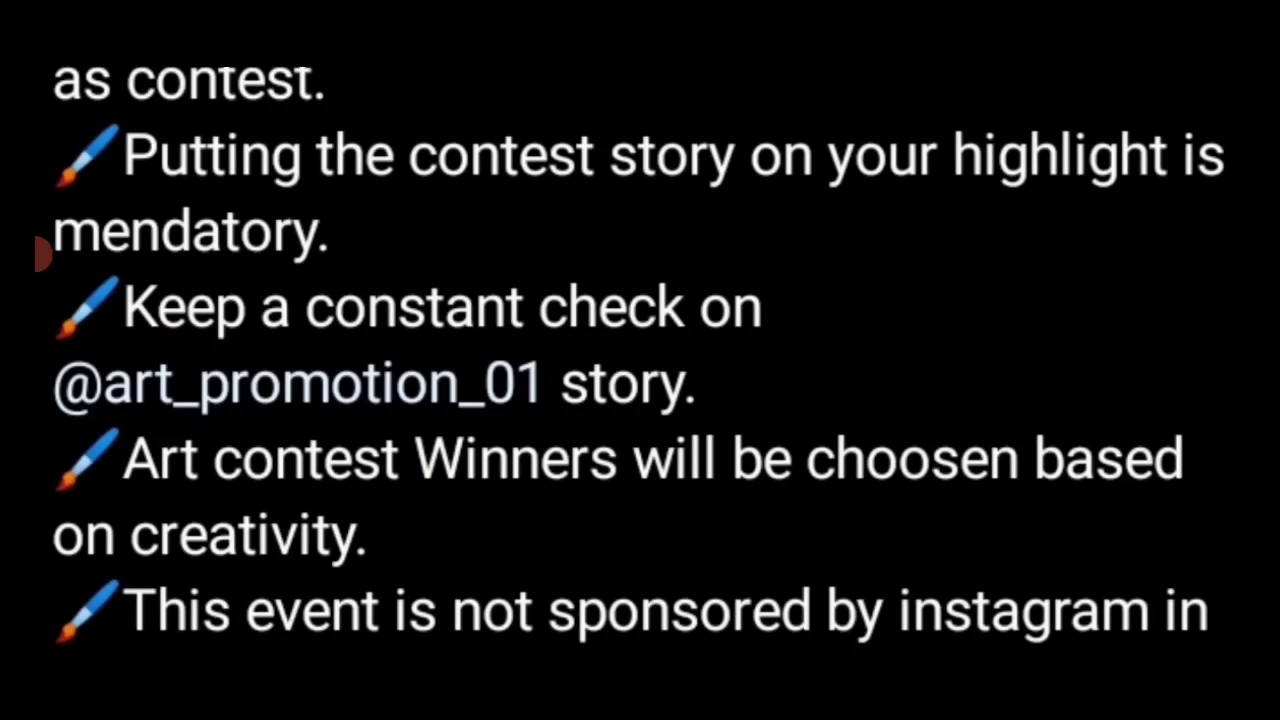 as contest.
🖌️Putting the contest story on your highlight is
mendatory.
🖌️Keep a constant check on
@art_promotion_01 story.
🖌️Art contest Winners will be choosen based
on creativity.
🖌️This event is not sponsored by instagram in